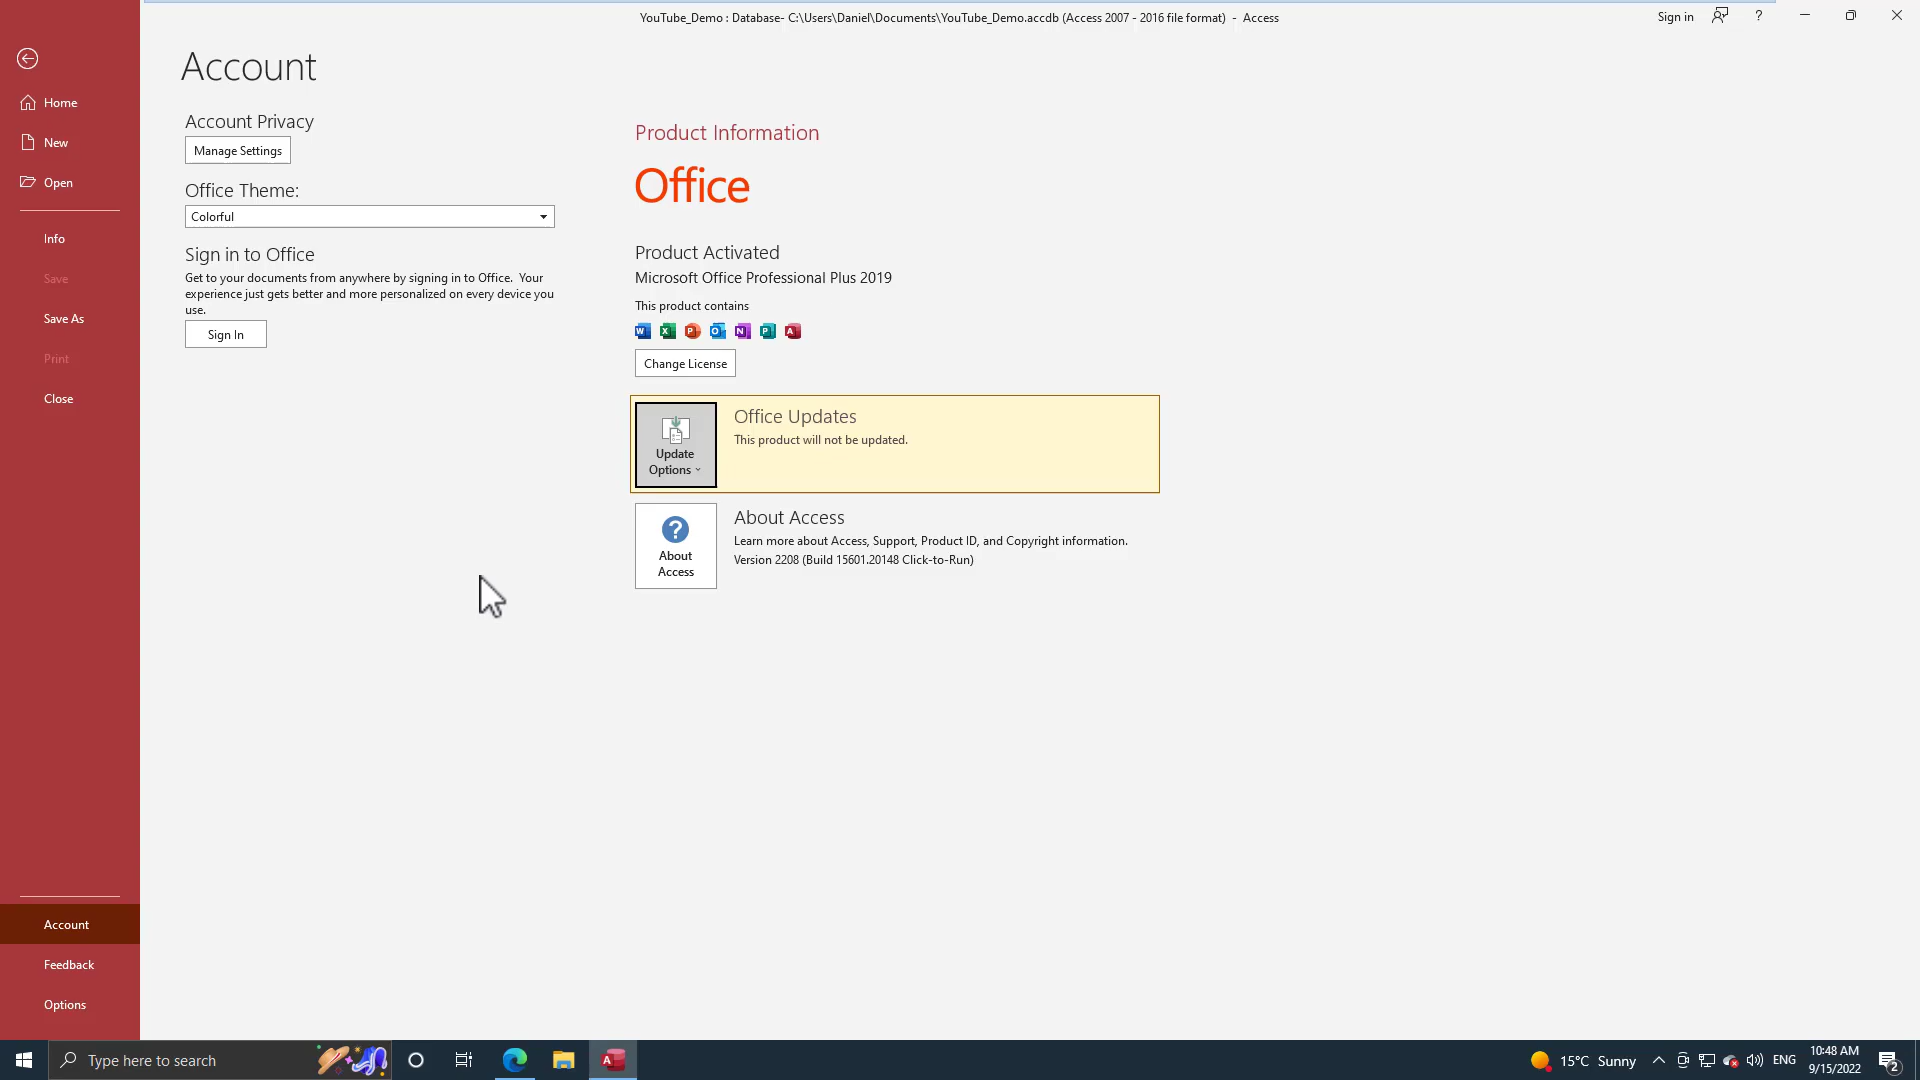 YouTube_Demo : Database- C:\Users\Daniel\Documents\YouTube_Demo.accdb (Access 2007 - 2016 file format)  -  Access
Sign in
?
Home
New
Open
Info
Save
Save As
Print
Close
Account
Feedback
Options
Account
Account Privacy
Manage Settings
Office Theme:
Colorful
Sign in to Office
Get to your documents from anywhere by signing in to Office.  Your
experience just gets better and more personalized on every device you
use.
Sign In
Product Information
Office
Product Activated
Microsoft Office Professional Plus 2019
This product contains
W X P O N P A
Change License
Update
Options
Office Updates
This product will not be updated.
?
About
Access
About Access
Learn more about Access, Support, Product ID, and Copyright information.
Version 2208 (Build 15601.20148 Click-to-Run)
Type here to search
A
15°C  Sunny
ENG
10:48 AM
9/15/2022
2